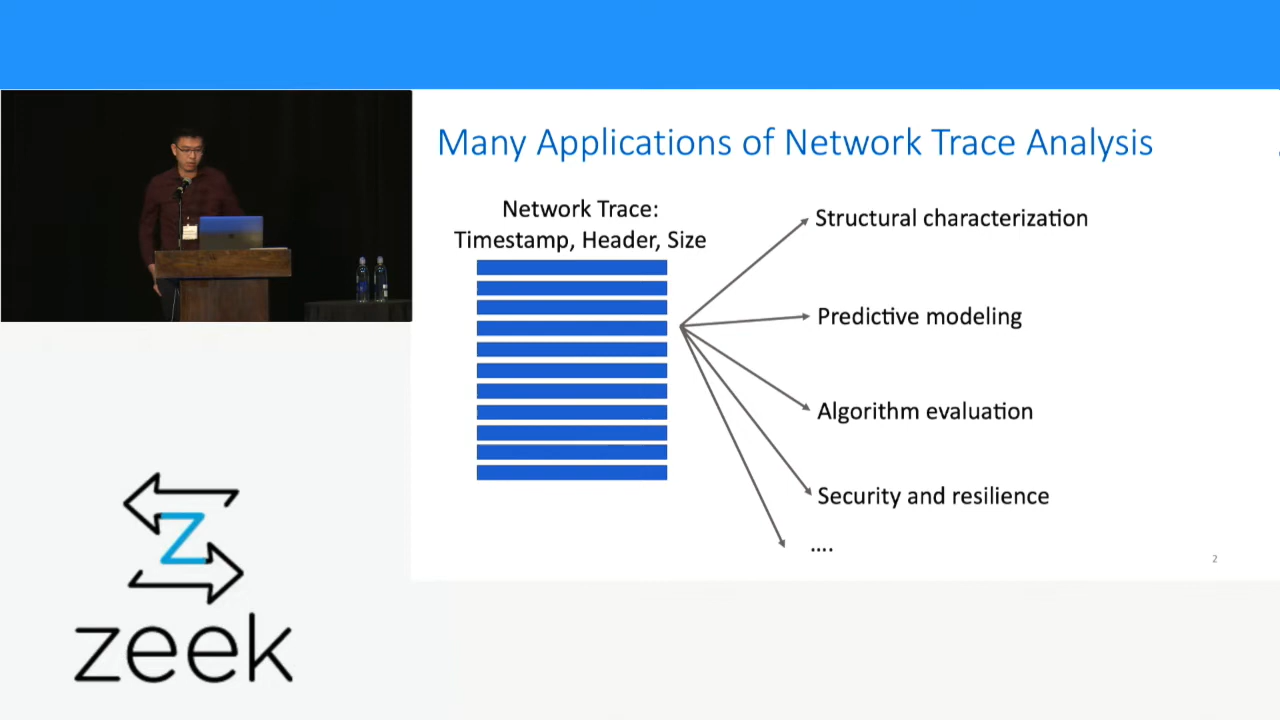 Many Applications of Network Trace Analysis
Network Trace:
Timestamp, Header, Size
Structural characterization
Predictive modeling
Algorithm evaluation
Security and resilience
....
2
Z
zeek